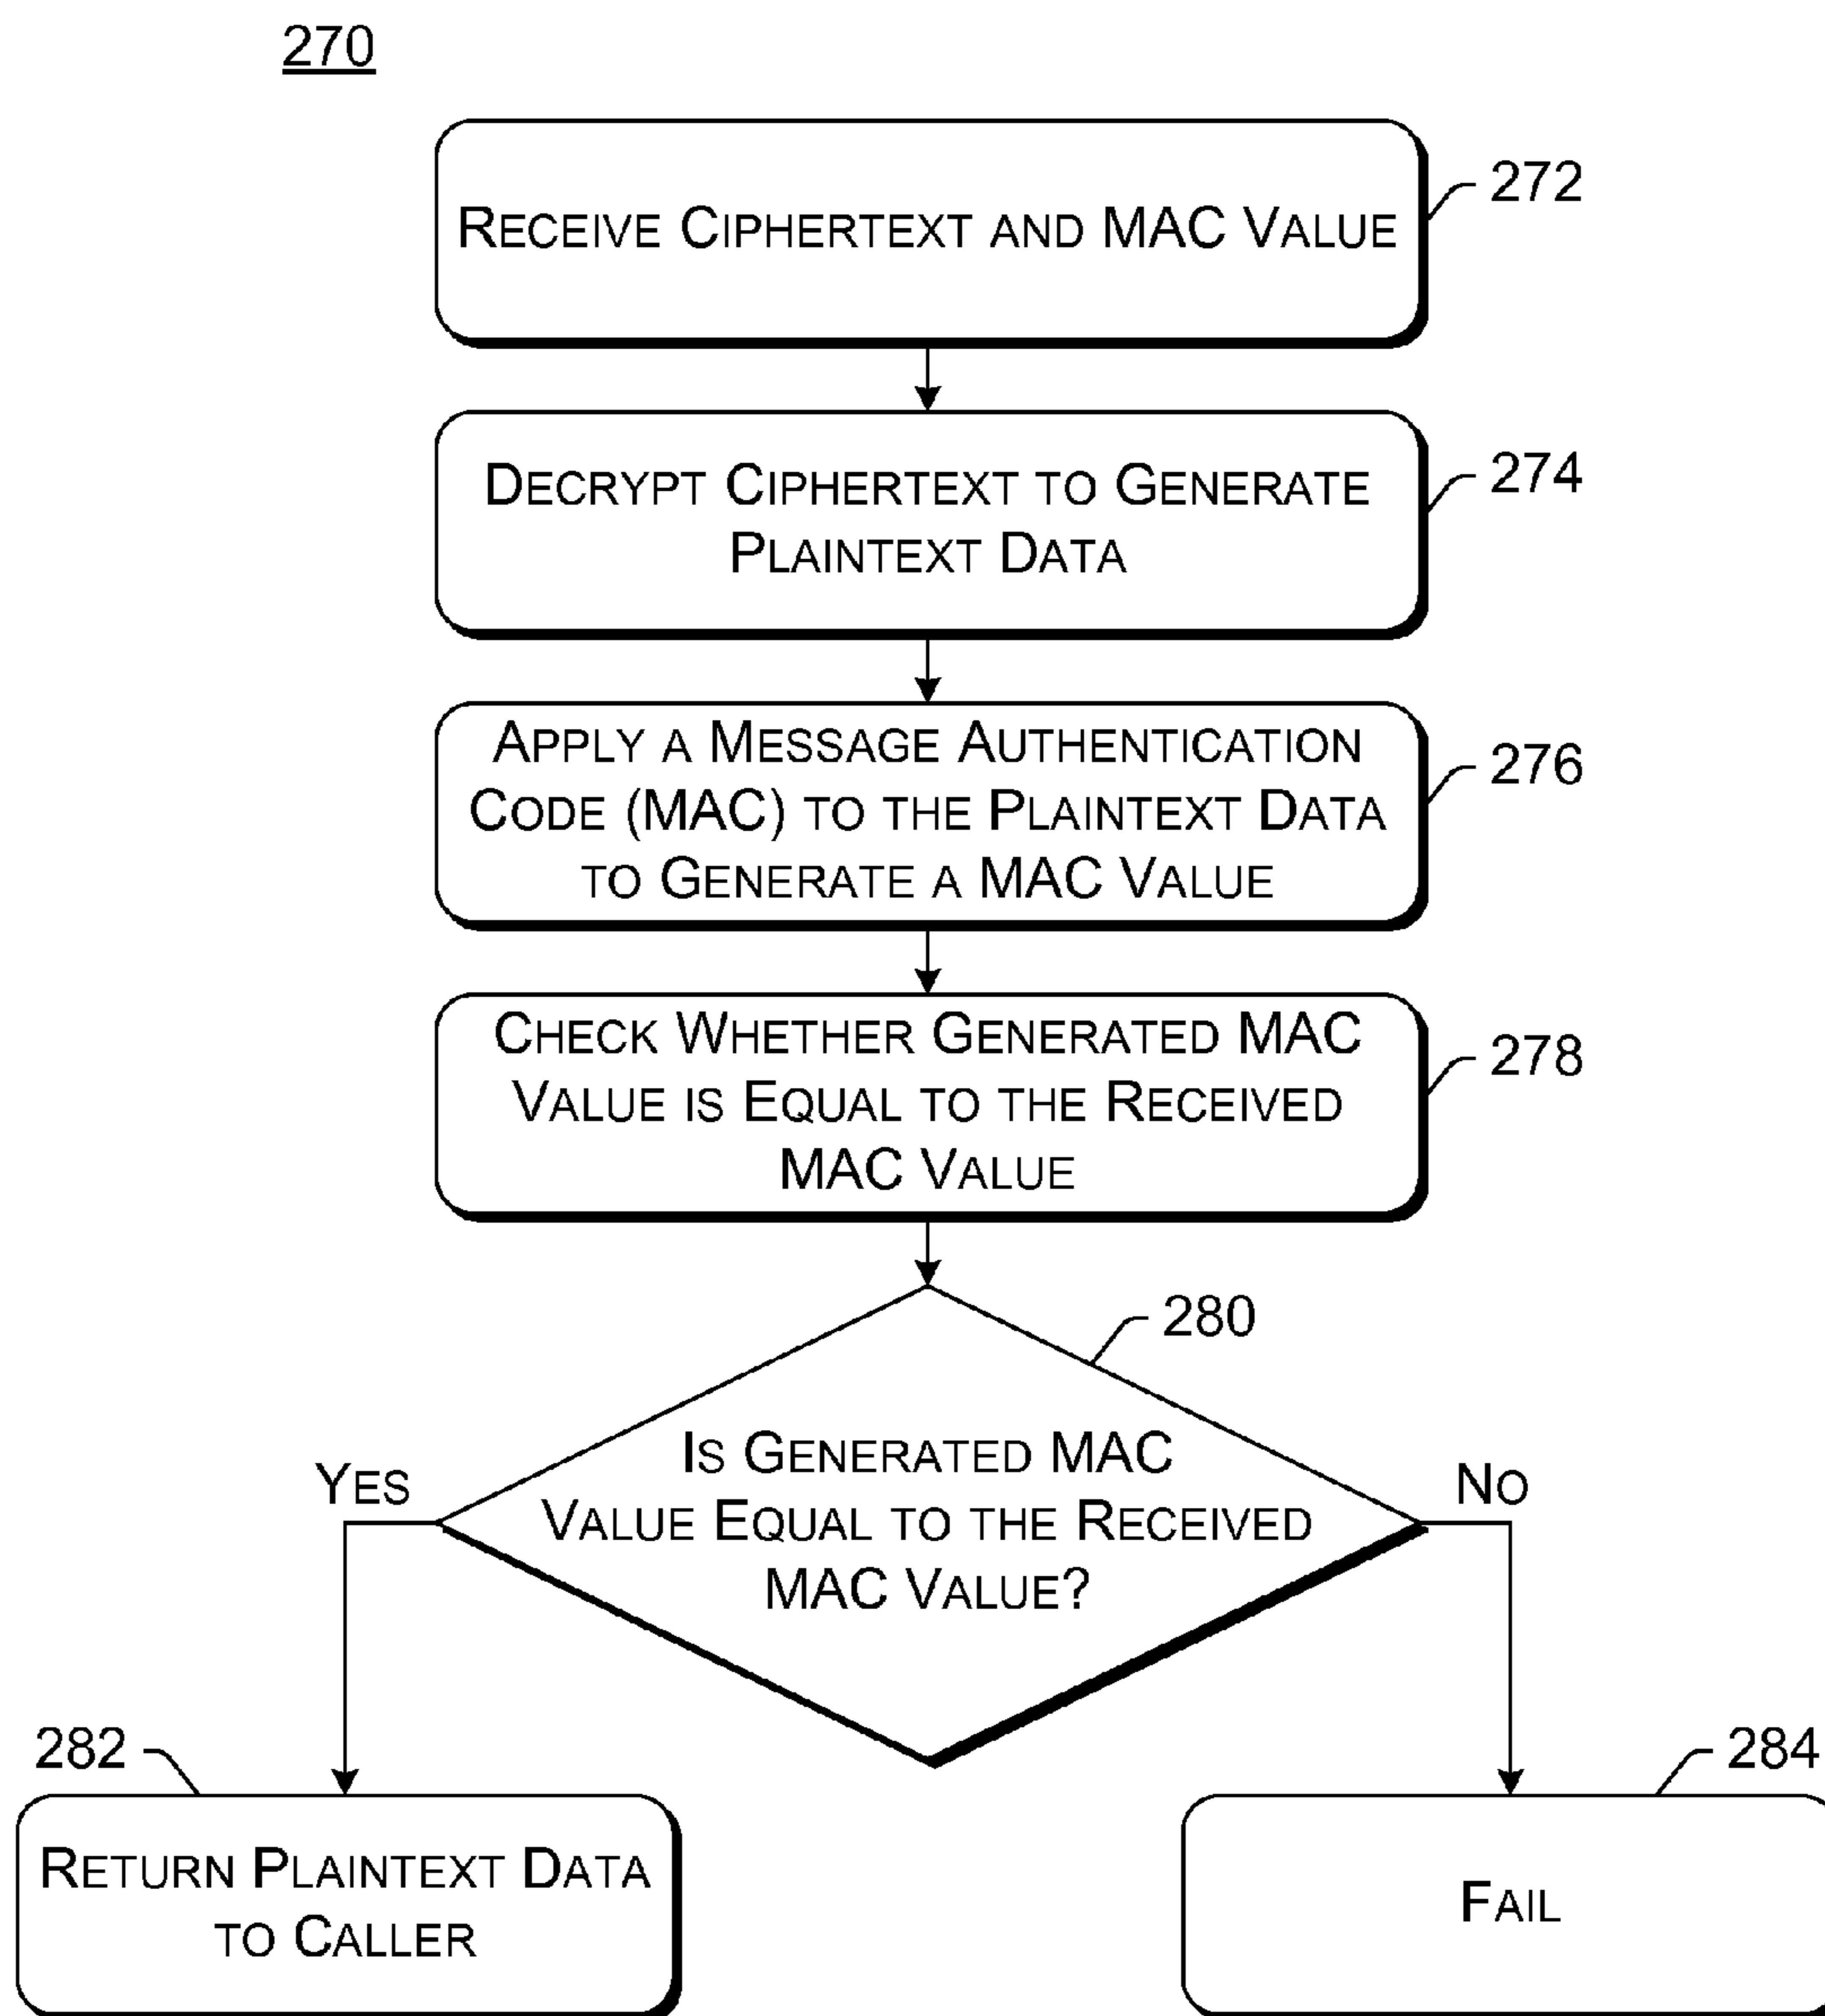 270
RECEIVE CIPHERTEXT AND MAC VALUE
272
DECRYPT CIPHERTEXT TO GENERATE
PLAINTEXT DATA
274
APPLY A MESSAGE AUTHENTICATION
CODE (MAC) TO THE PLAINTEXT DATA
TO GENERATE A MAC VALUE
276
CHECK WHETHER GENERATED MAC
VALUE IS EQUAL TO THE RECEIVED
MAC VALUE
278
280
IS GENERATED MAC
VALUE EQUAL TO THE RECEIVED
MAC VALUE?
YES
NO
282
RETURN PLAINTEXT DATA
TO CALLER
284
FAIL